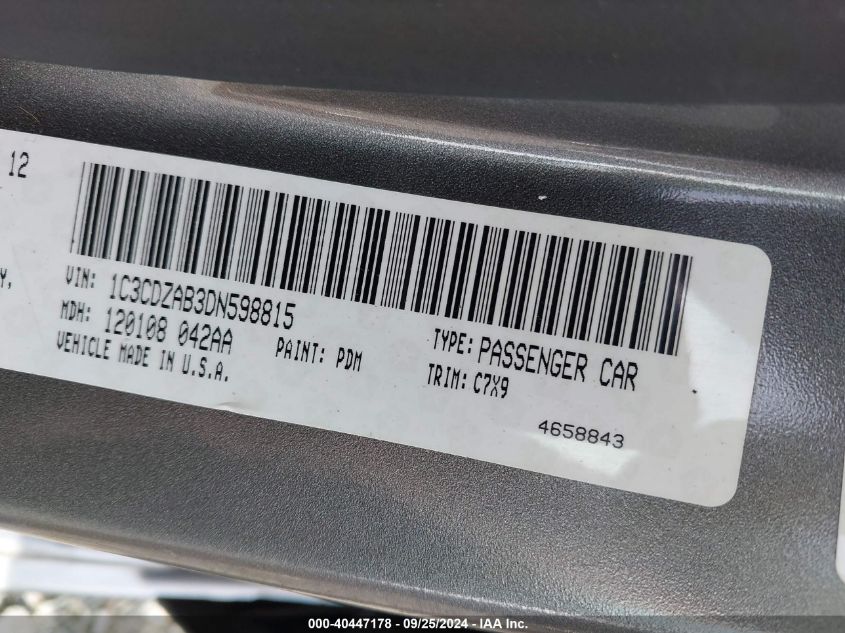 12
Y,
VIN: 1C3CDZAB3DN598815
MDH: 120108 042AA
VEHICLE MADE IN U.S.A.
PAINT: PDM
TYPE: PASSENGER CAR
TRIM: C7X9
4658843
000-40447178 - 09/25/2024 - IAA Inc.